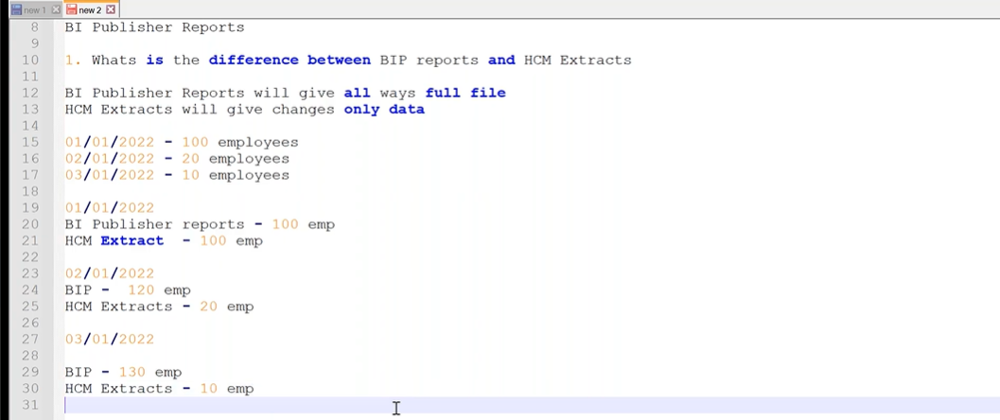 new 1 new 2
8 BI Publisher Reports
9
10 1. Whats is the difference between BIP reports and HCM Extracts
11
12 BI Publisher Reports will give all ways full file
13 HCM Extracts will give changes only data
14
15 01/01/2022 - 100 employees
16 02/01/2022 - 20 employees
17 03/01/2022 - 10 employees
18
19 01/01/2022
20 BI Publisher reports - 100 emp
21 HCM Extract - 100 emp
22
23 02/01/2022
24 BIP - 120 emp
25 HCM Extracts - 20 emp
26
27 03/01/2022
28
29 BIP - 130 emp
30 HCM Extracts - 10 emp
31